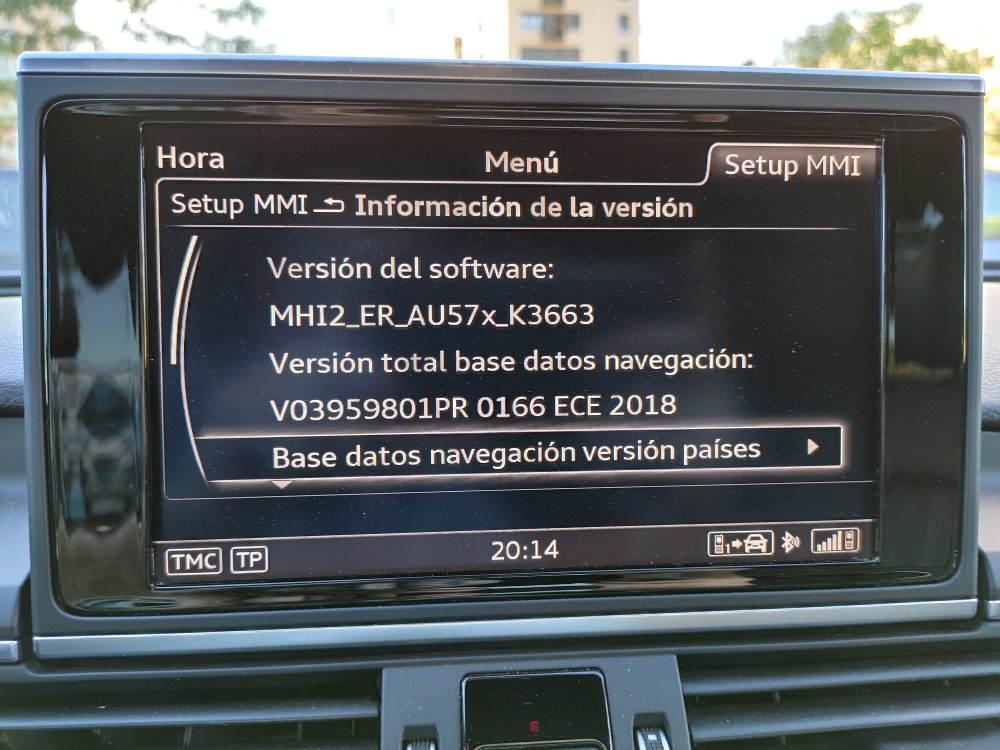 Hora Menú Setup MMI
Setup MMI Información de la versión
Versión del software:
MHI2_ER_AU57x_K3663
Versión total base datos navegación:
V03959801PR 0166 ECE 2018
Base datos navegación versión países
TMC TP 20:14 1